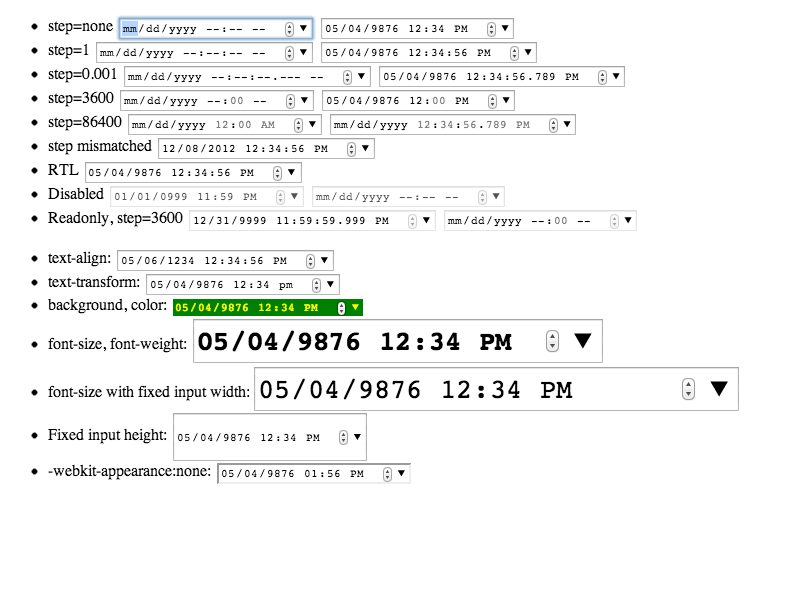 step=none mm/dd/yyyy --:-- -- 05/04/9876 12:34 PM
step=1 mm/dd/yyyy --:--:-- -- 05/04/9876 12:34:56 PM
step=0.001 mm/dd/yyyy --:--:--.--- -- 05/04/9876 12:34:56.789 PM
step=3600 mm/dd/yyyy --:00 -- 05/04/9876 12:00 PM
step=86400 mm/dd/yyyy 12:00 AM mm/dd/yyyy 12:34:56.789 PM
step mismatched 12/08/2012 12:34:56 PM
RTL 05/04/9876 12:34:56 PM
Disabled 01/01/0999 11:59 PM mm/dd/yyyy --:-- --
Readonly, step=3600 12/31/9999 11:59:59.999 PM mm/dd/yyyy --:00 --
text-align: 05/06/1234 12:34:56 PM
text-transform: 05/04/9876 12:34 pm
background, color: 05/04/9876 12:34 PM
font-size, font-weight: 05/04/9876 12:34 PM
font-size with fixed input width: 05/04/9876 12:34 PM
Fixed input height: 05/04/9876 12:34 PM
-webkit-appearance:none: 05/04/9876 01:56 PM